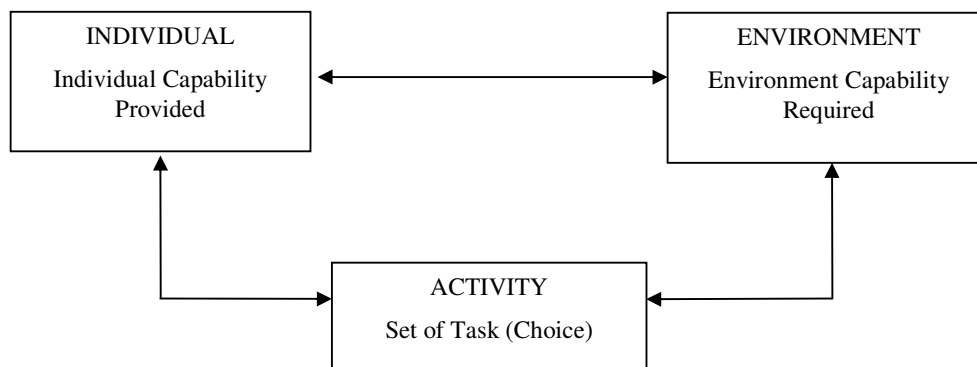 INDIVIDUAL
Individual Capability
Provided
ENVIRONMENT
Environment Capability
Required
ACTIVITY
Set of Task (Choice)